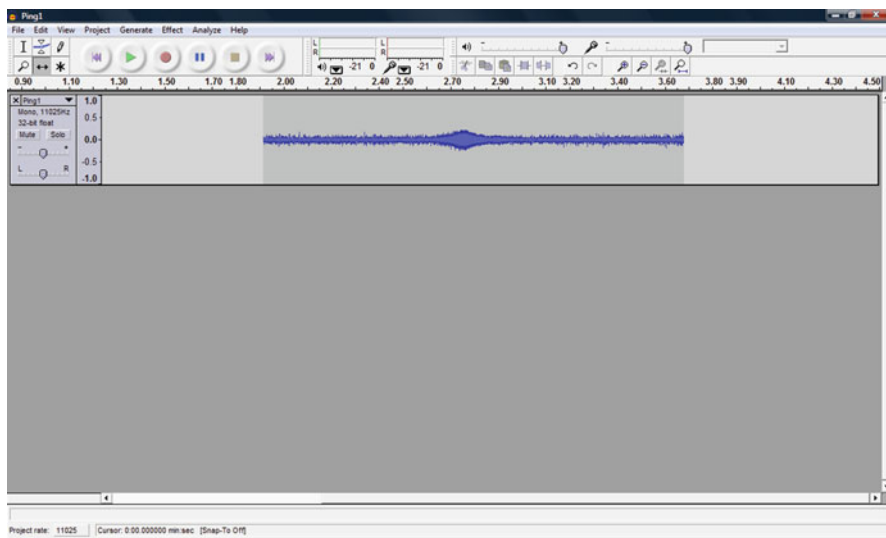 Ping1
File Edit View Project Generate Effect Analyze Help
L
R
L
R
-21 0
-21 0
0.90 1.10 1.30 1.50 1.70 1.80 2.00 2.20 2.40 2.50 2.70 2.90 3.10 3.20 3.40 3.60 3.80 3.90 4.10 4.30 4.50
X Ping1
Mono, 11025Hz
32-bit float
Mute Solo
- +
L R
1.0
0.5
0.0
-0.5
-1.0
Project rate: 11025 Cursor: 0:00.000000 min:sec [Snap-To Off]